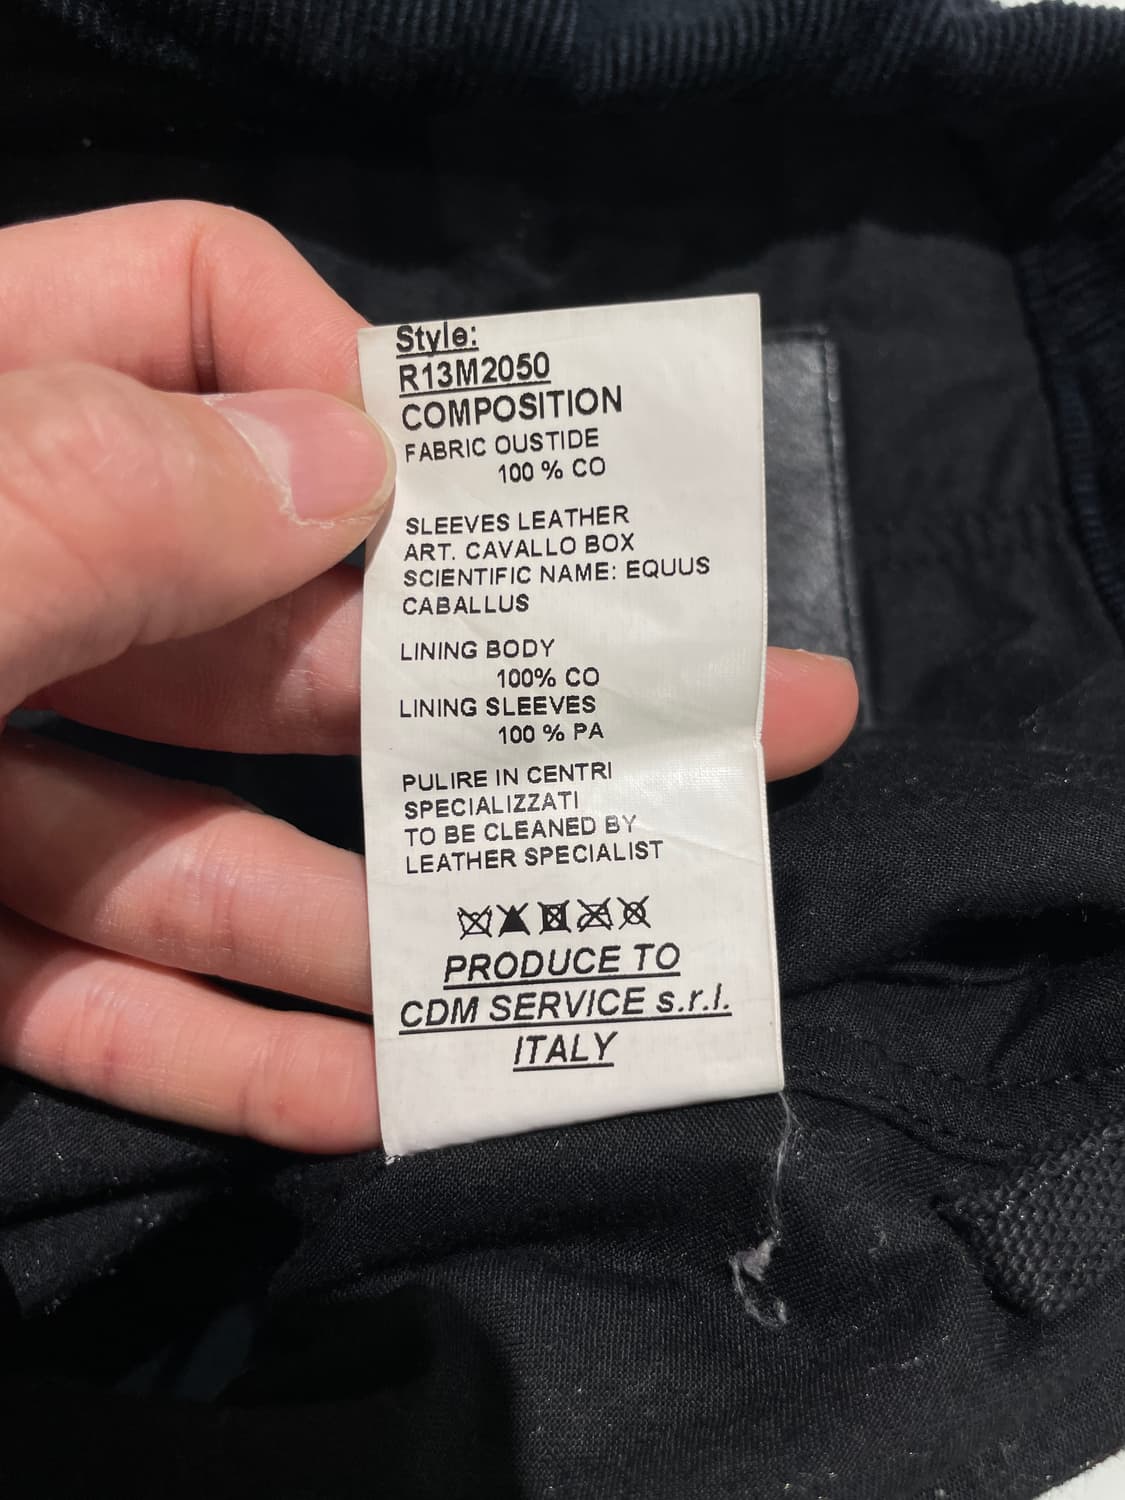 Style:
R13M2050
COMPOSITION
FABRIC OUSTIDE
100 % CO
SLEEVES LEATHER
ART. CAVALLO BOX
SCIENTIFIC NAME: EQUUS
CABALLUS
LINING BODY
100% CO
LINING SLEEVES
100 % PA
PULIRE IN CENTRI
SPECIALIZZATI
TO BE CLEANED BY
LEATHER SPECIALIST
PRODUCE TO
CDM SERVICE s.r.l.
ITALY